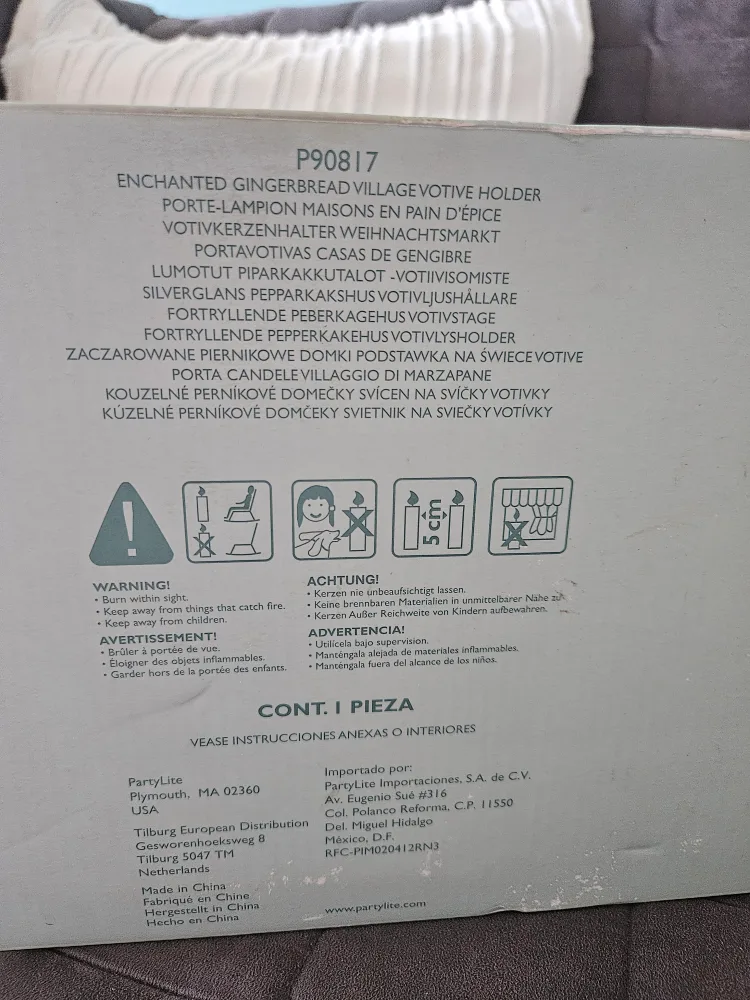 P90817
ENCHANTED GINGERBREAD VILLAGE VOTIVE HOLDER
PORTE-LAMPION MAISONS EN PAIN D'ÉPICE
VOTIVKERZENHALTER WEIHNACHTSMARKT
PORTAVOTIVAS CASAS DE GENGIBRE
LUMOTUT PIPARKAKKUTALOT -VOTIIVISOMISTE
SILVERGLANS PEPPARKAKSHUS VOTIVLJUSHÅLLARE
FORTRYLLENDE PEBERKAGEHUS VOTIVSTAGE
FORTRYLLENDE PEPPERKAKEHUS VOTIVLYSHOLDER
ZACZAROWANE PIERNIKOWE DOMKI PODSTAWKA NA ŚWIECE VOTIVE
PORTA CANDELE VILLAGGIO DI MARZAPANE
KOUZELNÉ PERNÍKOVÉ DOMEČKY SVÍCEN NA SVÍČKY VOTIVKY
KÚZELNÉ PERNÍKOVÉ DOMČEKY SVIETNIK NA SVIEČKY VOTÍVKY
!
5 cm
WARNING!
• Burn within sight.
• Keep away from things that catch fire.
• Keep away from children.
AVERTISSEMENT!
• Brûler à portée de vue.
• Éloigner des objets inflammables.
• Garder hors de la portée des enfants.
ACHTUNG!
• Kerzen nie unbeaufsichtigt lassen.
• Keine brennbaren Materialien in unmittelbarer Nähe zu
• Kerzen Außer Reichweite von Kindern aufbewahren.
ADVERTENCIA!
• Utilícela bajo supervision.
• Manténgala alejada de materiales inflammables.
• Manténgala fuera del alcance de los niños.
CONT. 1 PIEZA
VEASE INSTRUCCIONES ANEXAS O INTERIORES
PartyLite
Plymouth, MA 02360
USA
Tilburg European Distribution
Gesworenhoeksweg 8
Tilburg 5047 TM
Netherlands
Made in China
Fabriqué en Chine
Hergestellt in China
Hecho en China
Importado por:
PartyLite Importaciones, S.A. de C.V.
Av. Eugenio Sué #316
Col. Polanco Reforma, C.P. 11550
Del. Miguel Hidalgo
México, D.F.
RFC-PIM020412RN3
www.partylite.com